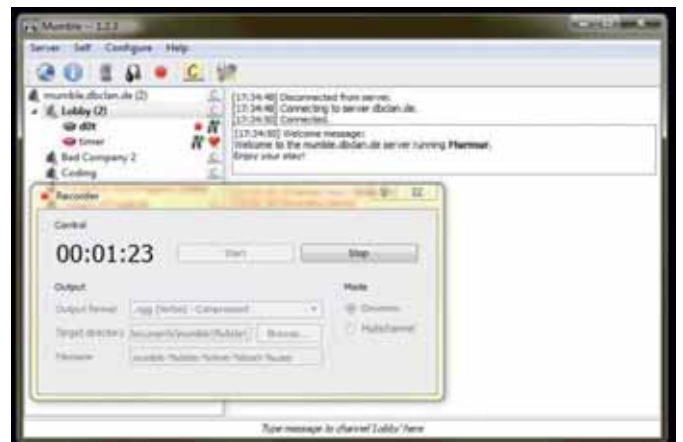 Mumble -- 1.2.3
Server Self Configure Help
mumble.dbclan.de (2)
Lobby (2)
d0t
timer
Bad Company 2
Coding
[17:34:48] Disconnected from server.
[17:34:48] Connecting to server dbclan.de.
[17:34:50] Connected.
[17:34:50] Welcome message:
Welcome to the mumble.dbclan.de server running Murmur.
Enjoy your stay!
Recorder
Control
00:01:23
Start
Stop
Output
Output format
.ogg (Vorbis) - Compressed
Target directory
Browse...
Filename
Mode
Downmix
Multichannel
Type message to channel 'Lobby' here